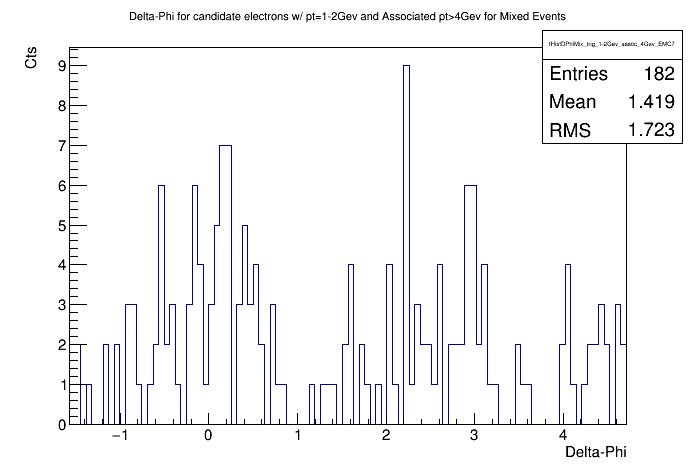 Delta-Phi for candidate electrons w/ pt=1-2Gev and Associated pt>4Gev for Mixed Events
fHistDPhiMix_trig_1-2Gev_assoc_4Gev_EMC7
Entries 182
Mean 1.419
RMS 1.723
Cts
9
8
7
6
5
4
3
2
1
0
−1 0 1 2 3 4
Delta-Phi